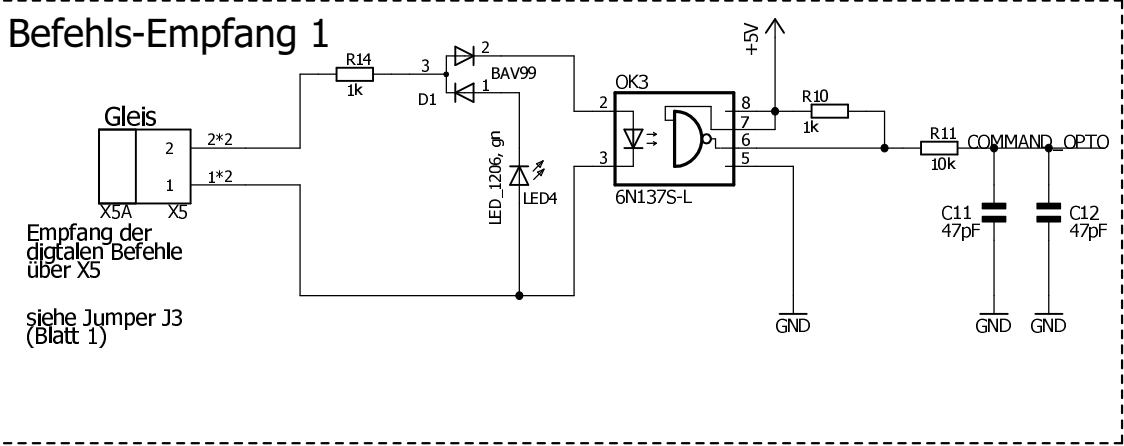 Befehls-Empfang 1
Gleis
2
2*2
1
1*2
X5A
X5
Empfang der
digtalen Befehle
über X5
siehe Jumper J3
(Blatt 1)
R14
1k
3
2
BAV99
1
D1
LED_1206, gn
LED4
OK3
2
3
8
7
6
5
6N137S-L
+5V
R10
1k
R11
10k
COMMAND_OPTO
C11
47pF
C12
47pF
GND
GND
GND